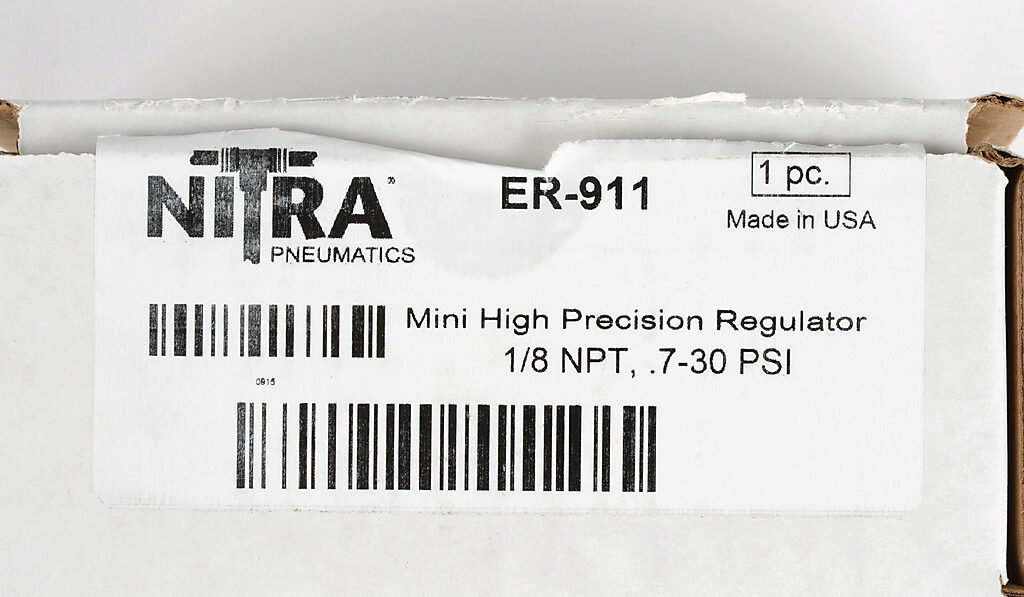 NITRA
PNEUMATICS
ER-911
1 pc.
Made in USA
Mini High Precision Regulator
1/8 NPT, .7-30 PSI
0915